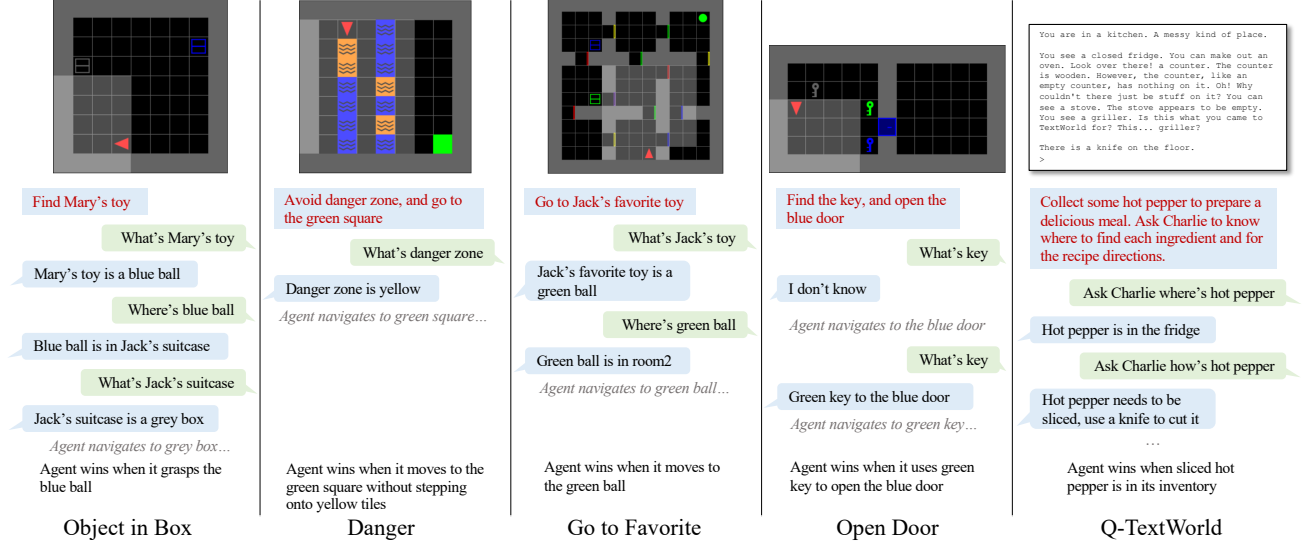 Find Mary's toy
What's Mary's toy
Mary's toy is a blue ball
Where's blue ball
Blue ball is in Jack's suitcase
What's Jack's suitcase
Jack's suitcase is a grey box
Agent navigates to grey box…
Agent wins when it grasps the
blue ball
Object in Box
Avoid danger zone, and go to
the green square
What's danger zone
Danger zone is yellow
Agent navigates to green square…
Agent wins when it moves to the
green square without stepping
onto yellow tiles
Danger
Go to Jack's favorite toy
What's Jack's toy
Jack's favorite toy is a
green ball
Where's green ball
Green ball is in room2
Agent navigates to green ball…
Agent wins when it moves to
the green ball
Go to Favorite
Find the key, and open the
blue door
What's key
I don't know
Agent navigates to the blue door
What's key
Green key to the blue door
Agent navigates to green key…
Agent wins when it uses green
key to open the blue door
Open Door
You are in a kitchen. A messy kind of place.
You see a closed fridge. You can make out an
oven. Look over there! a counter. The counter
is wooden. However, the counter, like an
empty counter, has nothing on it. Oh! Why
couldn't there just be stuff on it? You can
see a stove. The stove appears to be empty.
You see a griller. Is this what you came to
TextWorld for? This... griller?
There is a knife on the floor.
>
Collect some hot pepper to prepare a
delicious meal. Ask Charlie to know
where to find each ingredient and for
the recipe directions.
Ask Charlie where's hot pepper
Hot pepper is in the fridge
Ask Charlie how's hot pepper
Hot pepper needs to be
sliced, use a knife to cut it
…
Agent wins when sliced hot
pepper is in its inventory
Q-TextWorld